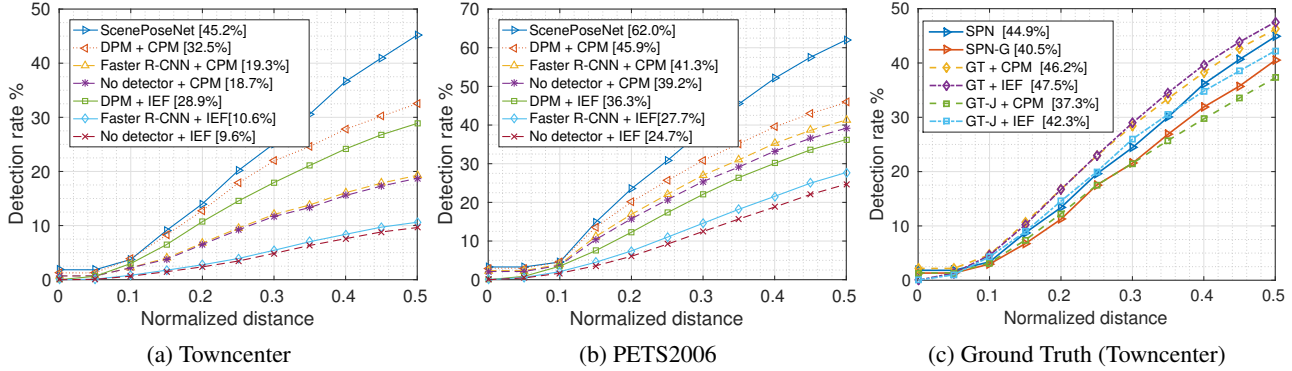 50
40
30
20
10
0
Detection rate %
ScenePoseNet [45.2%]
DPM + CPM [32.5%]
Faster R-CNN + CPM [19.3%]
No detector + CPM [18.7%]
DPM + IEF [28.9%]
Faster R-CNN + IEF[10.6%]
No detector + IEF [9.6%]
0 0.1 0.2 0.3 0.4 0.5
Normalized distance
(a) Towncenter
70
60
50
40
30
20
10
0
Detection rate %
ScenePoseNet [62.0%]
DPM + CPM [45.9%]
Faster R-CNN + CPM [41.3%]
No detector + CPM [39.2%]
DPM + IEF [36.3%]
Faster R-CNN + IEF[27.7%]
No detector + IEF [24.7%]
0 0.1 0.2 0.3 0.4 0.5
Normalized distance
(b) PETS2006
50
40
30
20
10
0
Detection rate %
SPN [44.9%]
SPN-G [40.5%]
GT + CPM [46.2%]
GT + IEF [47.5%]
GT-J + CPM [37.3%]
GT-J + IEF [42.3%]
0 0.1 0.2 0.3 0.4 0.5
Normalized distance
(c) Ground Truth (Towncenter)